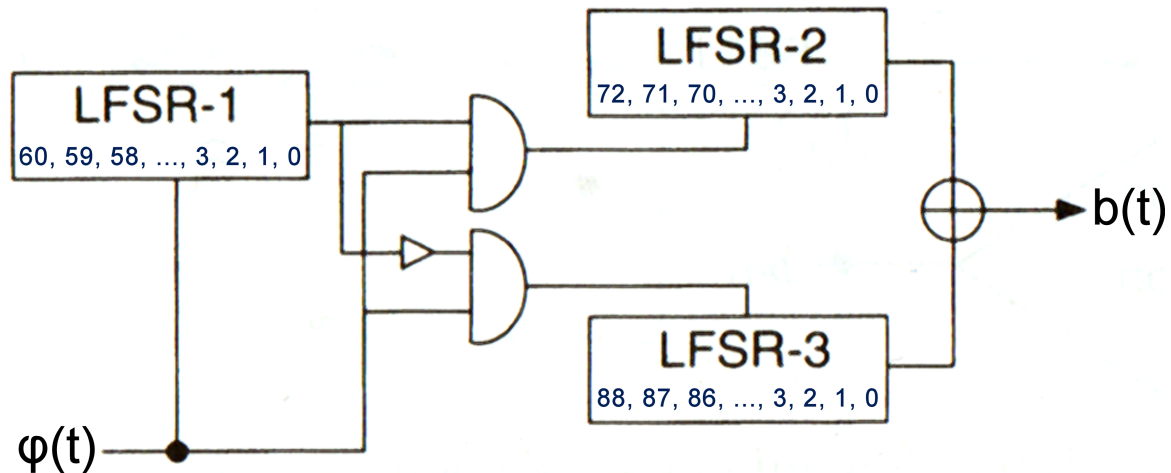 LFSR-2
72, 71, 70, ..., 3, 2, 1, 0
LFSR-1
60, 59, 58, ..., 3, 2, 1, 0
b(t)
LFSR-3
88, 87, 86, ..., 3, 2, 1, 0
φ(t)